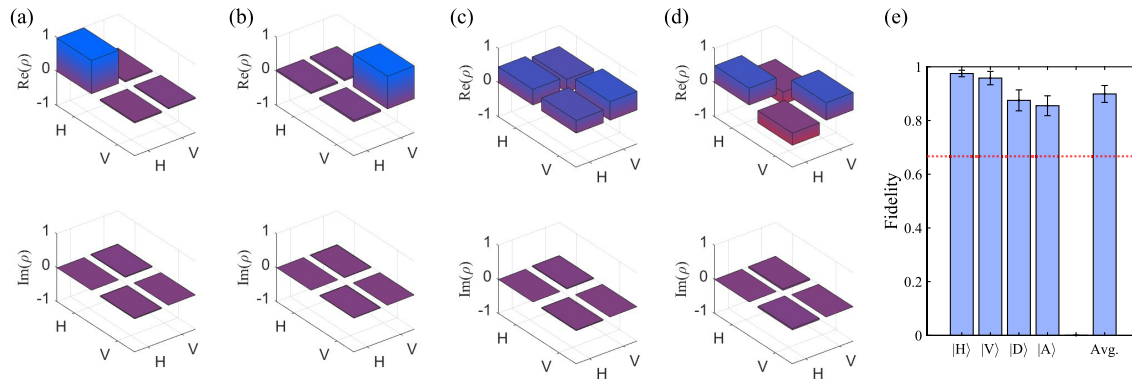 (a)
1
0
-1
Re(ρ)
H
V
H
V
(b)
1
0
-1
Re(ρ)
H
V
H
V
(c)
1
0
-1
Re(ρ)
H
V
H
V
(d)
1
0
-1
Re(ρ)
H
V
H
V
1
0
-1
Im(ρ)
H
V
H
V
1
0
-1
Im(ρ)
H
V
H
V
1
0
-1
Im(ρ)
H
V
H
V
1
0
-1
Im(ρ)
H
V
H
V
(e)
Fidelity
1
0.8
0.6
0.4
0.2
0
|H⟩ |V⟩ |D⟩ |A⟩ Avg.